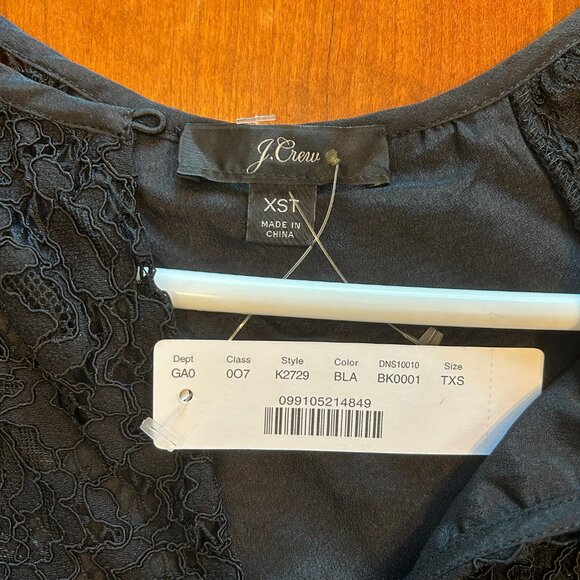 J.Crew
XST
MADE IN
CHINA
Dept Class Style Color DNS10010 Size
GA0 0O7 K2729 BLA BK0001 TXS
099105214849